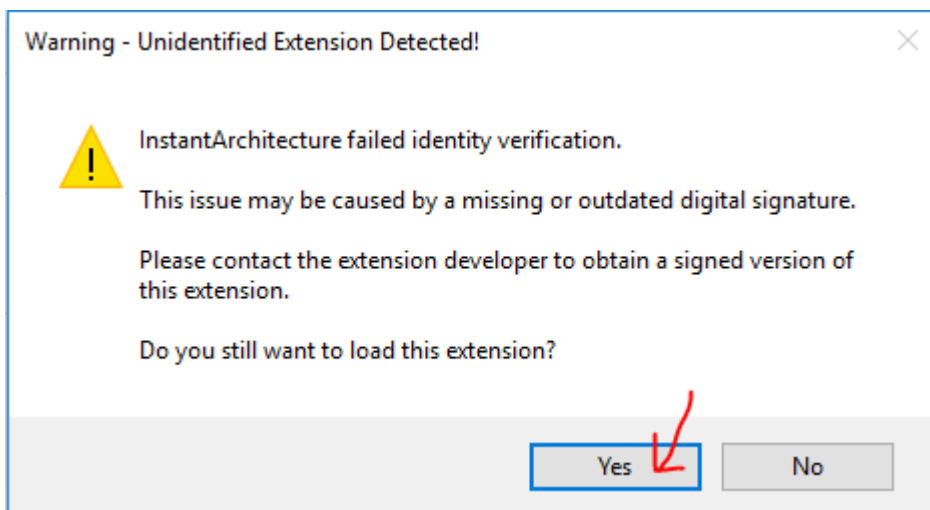 Warning - Unidentified Extension Detected!
InstantArchitecture failed identity verification.
This issue may be caused by a missing or outdated digital signature.
Please contact the extension developer to obtain a signed version of
this extension.
Do you still want to load this extension?
Yes
No